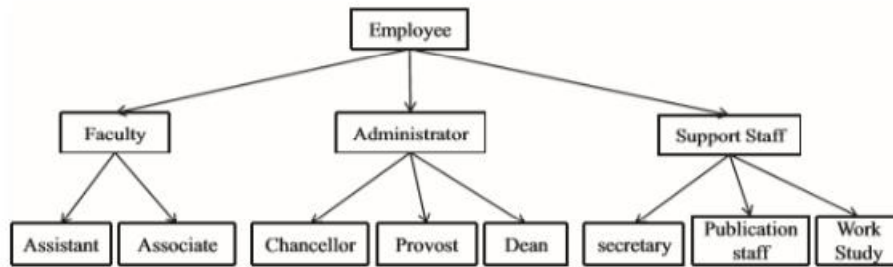 Employee
Faculty
Administrator
Support Staff
Assistant
Associate
Chancellor
Provost
Dean
secretary
Publication
staff
Work
Study